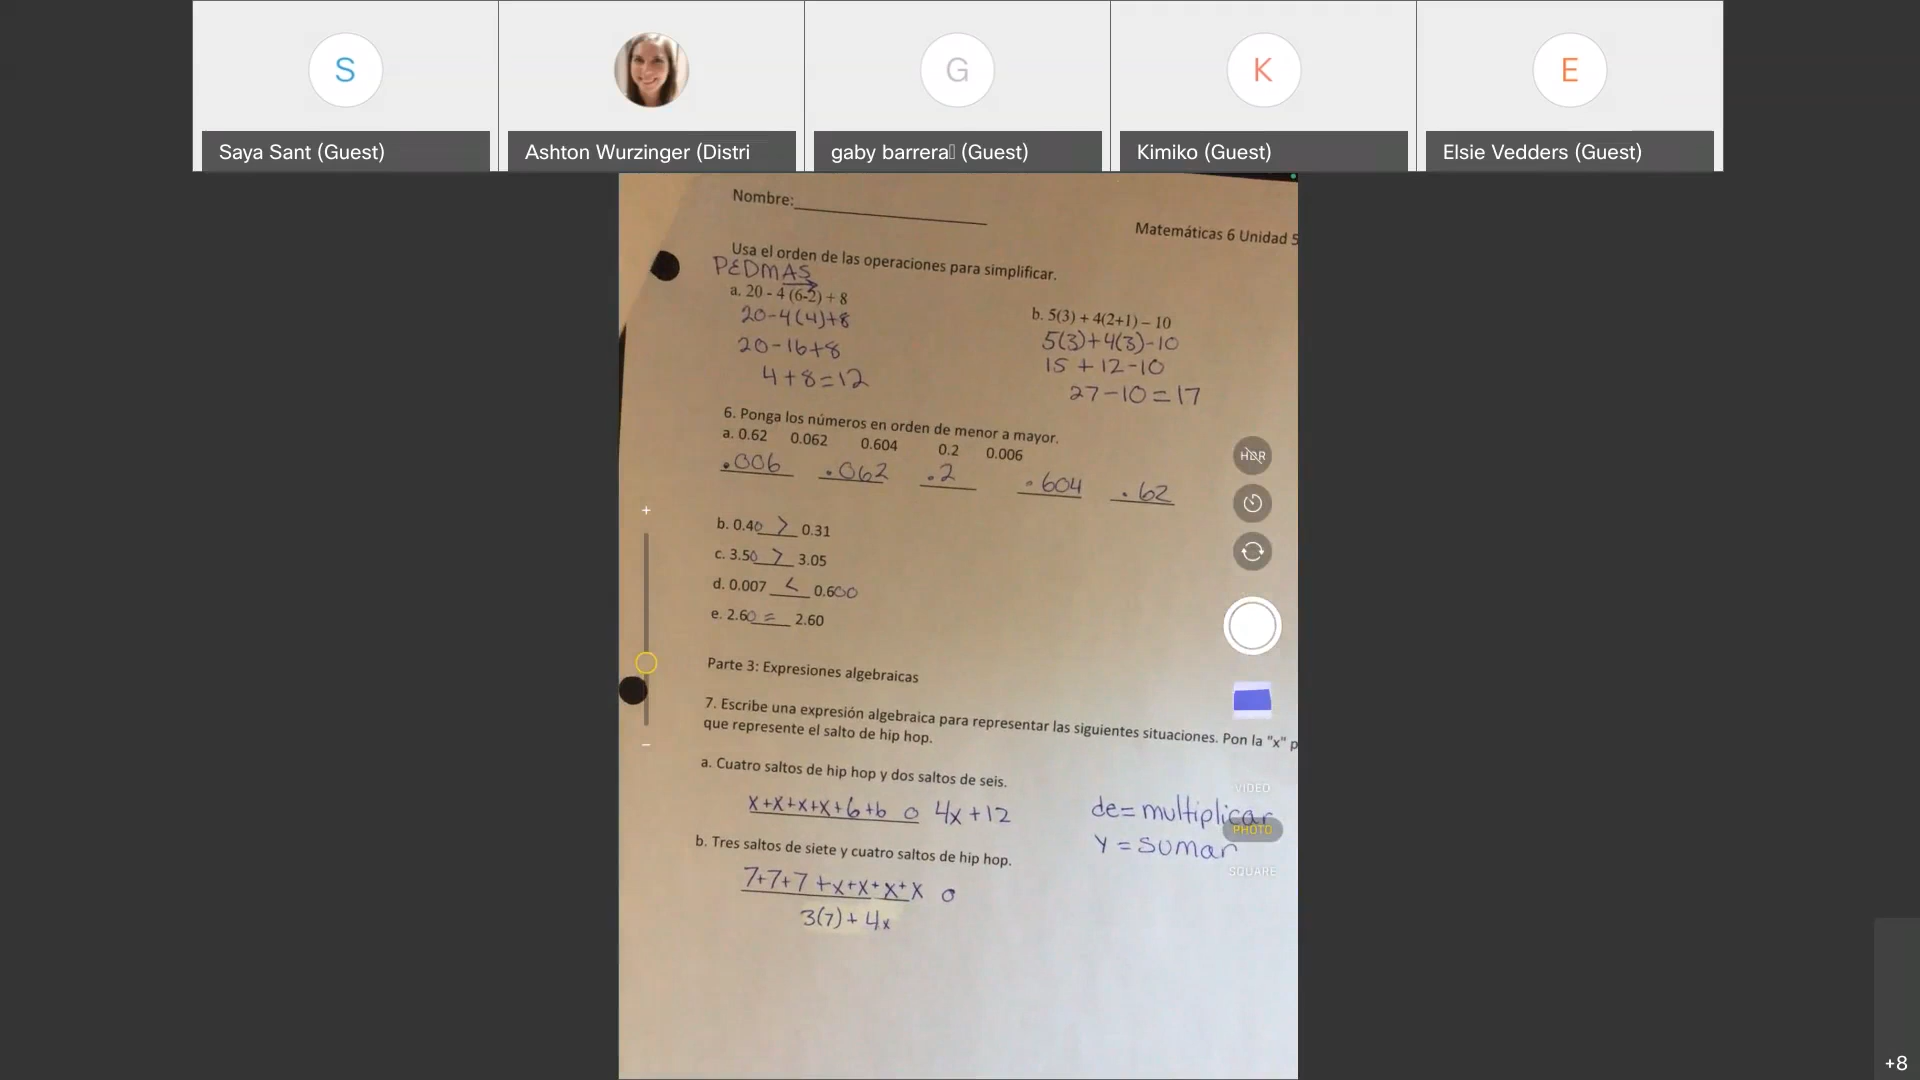 S
G
K
E
Saya Sant (Guest)
Ashton Wurzinger (Distri
gaby barrera (Guest)
Kimiko (Guest)
Elsie Vedders (Guest)
Nombre:
Matemáticas 6 Unidad 5
Usa el orden de las operaciones para simplificar.
PEDMAS
a. 20 - 4 (6-2) + 8
20-4(4)+8
20-16+8
4+8=12
b. 5(3) + 4(2+1) – 10
5(3)+4(3)-10
15 + 12-10
27-10=17
6. Ponga los números en orden de menor a mayor.
a. 0.62 0.062 0.604 0.2 0.006
.006 .062 .2 .604 .62
b. 0.40 > 0.31
c. 3.50 > 3.05
d. 0.007 < 0.600
e. 2.60 = 2.60
Parte 3: Expresiones algebraicas
7. Escribe una expresión algebraica para representar las siguientes situaciones. Pon la "x" p
que represente el salto de hip hop.
a. Cuatro saltos de hip hop y dos saltos de seis.
x+x+x+x+6+6 o 4x+12
de= multiplicar
Y = sumar
b. Tres saltos de siete y cuatro saltos de hip hop.
7+7+7+x+x+x+x o
3(7)+4x
HDR
VIDEO
PHOTO
SQUARE
+8